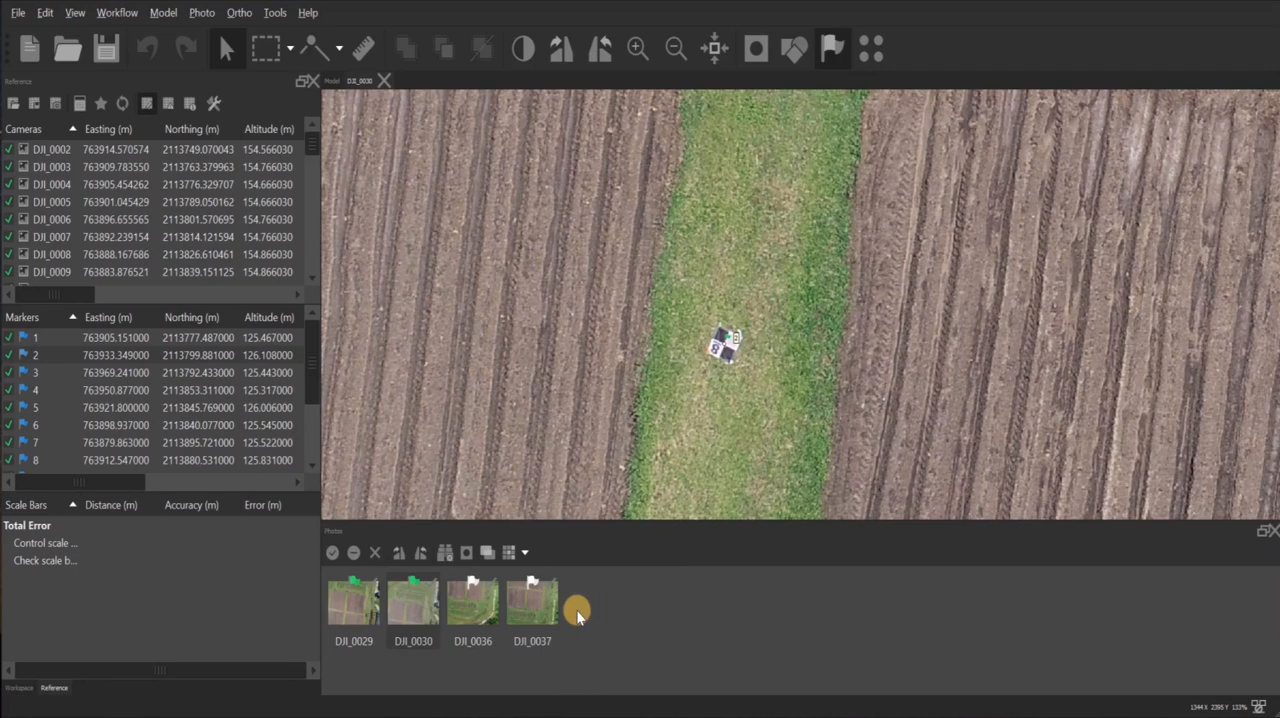 File Edit View Workflow Model Photo Ortho Tools Help
Reference
Model DJI_0030
Cameras Easting (m) Northing (m) Altitude (m)
DJI_0002 763914.570574 2113749.070043 154.566030
DJI_0003 763909.783550 2113763.379963 154.666030
DJI_0004 763905.454262 2113776.329707 154.666030
DJI_0005 763901.045429 2113789.050162 154.666030
DJI_0006 763896.655565 2113801.570695 154.766030
DJI_0007 763892.239154 2113814.121594 154.766030
DJI_0008 763888.167686 2113826.610461 154.866030
DJI_0009 763883.876521 2113839.151125 154.866030
Markers Easting (m) Northing (m) Altitude (m)
1 763905.151000 2113777.487000 125.467000
2 763933.349000 2113799.881000 126.108000
3 763969.241000 2113792.433000 125.443000
4 763950.877000 2113853.311000 125.317000
5 763921.800000 2113845.769000 126.006000
6 763898.937000 2113840.077000 125.545000
7 763879.863000 2113895.721000 125.522000
8 763912.547000 2113880.531000 125.831000
Scale Bars Distance (m) Accuracy (m) Error (m)
Total Error
Control scale ...
Check scale b...
Photos
DJI_0029 DJI_0030 DJI_0036 DJI_0037
Workspace Reference
1344 X 2395 Y 133%